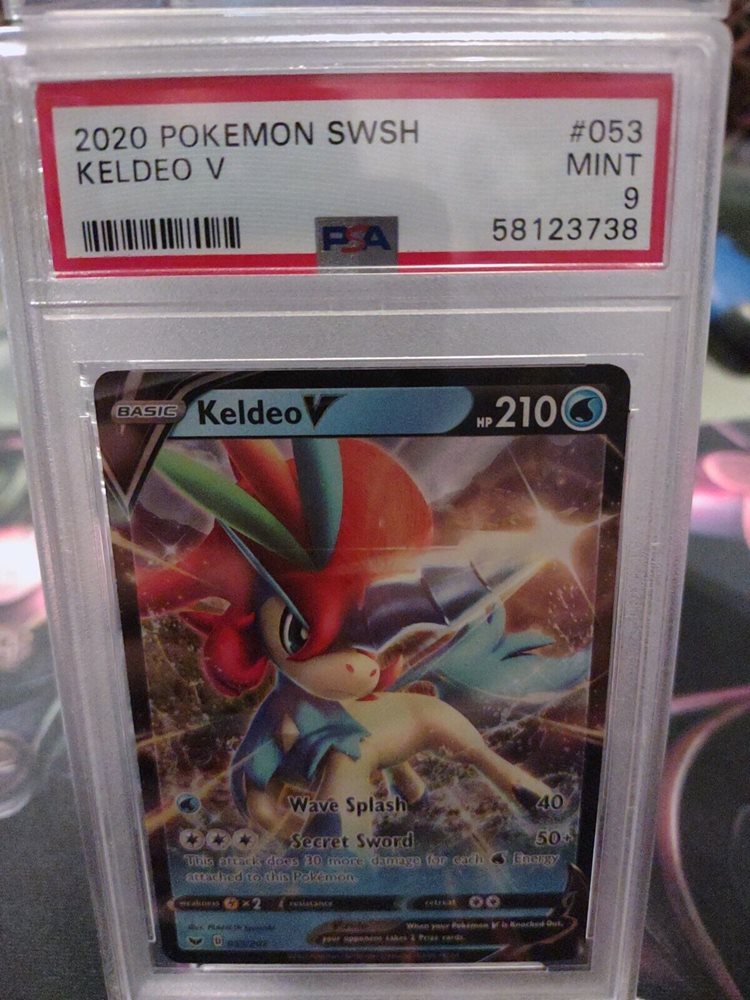 2020 POKEMON SWSH #053
KELDEO V MINT
9
PSA 58123738
BASIC Keldeo V HP 210
Wave Splash 40
Secret Sword 50+
This attack does 30 more damage for each Energy
attached to this Pokémon.
weakness ×2 resistance retreat
When your Pokémon V is Knocked Out,
your opponent takes 2 Prize cards.
D 053/202